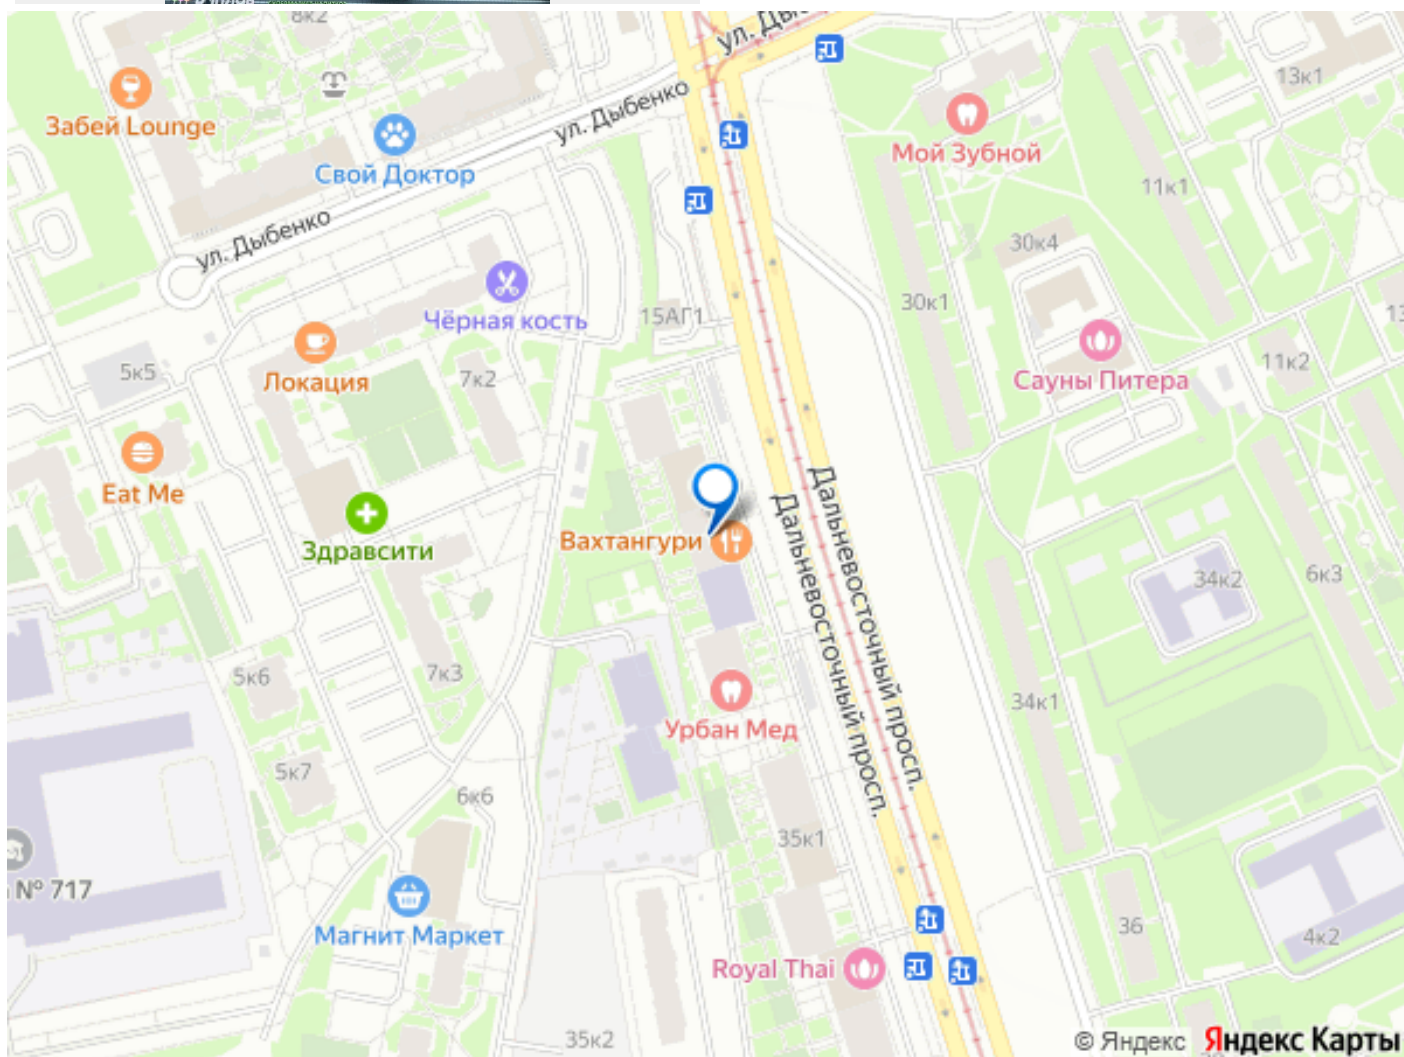 8к2
ул. Ды
13к1
Забей Lounge
ул. Дыбенко
Мой Зубной
Свой Доктор
11к1
ул. Дыбенко
30к4
Чёрная кость
15АГ1
30к1
13
5к5
Локация
7к2
Сауны Питера
11к2
Eat Me
Здравсити
Вахтангури
Дальневосточный просп.
Дальневосточный просп.
34к2
6к3
5к6
7к3
34к1
Урбан Мед
5к7
6к6
35к1
№ 717
Магнит Маркет
36
4к2
Royal Thai
35к2
© Яндекс Яндекс Карты